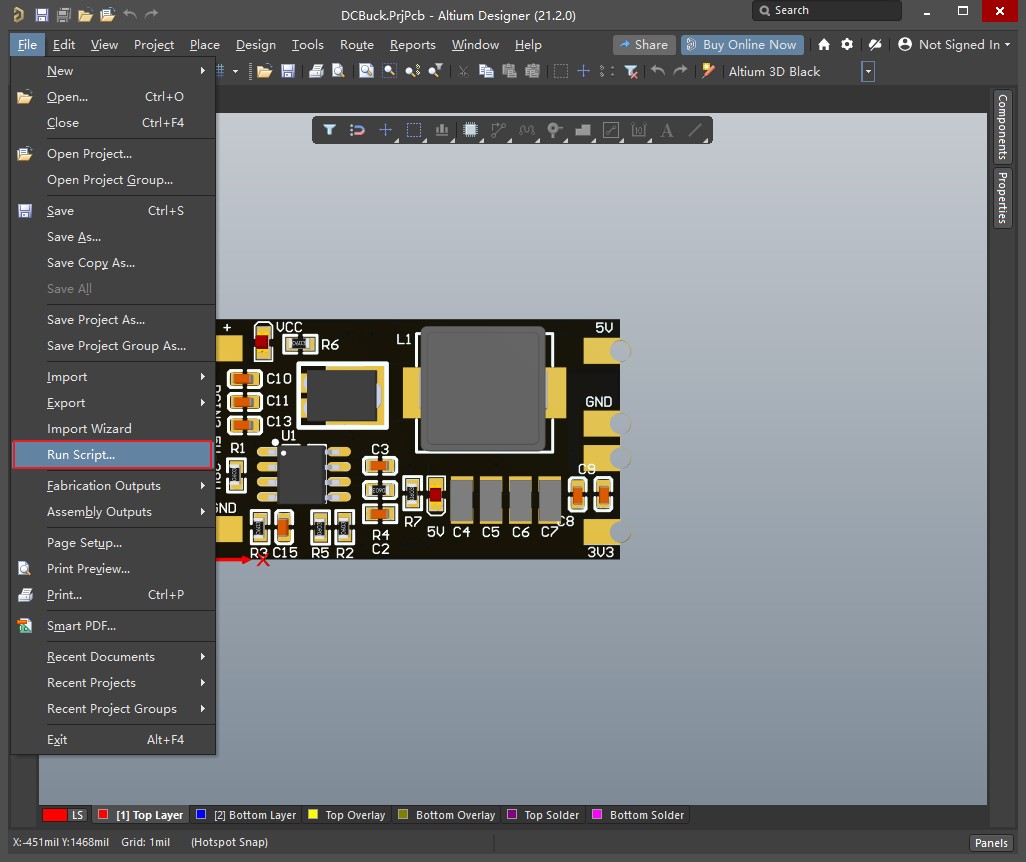 DCBuck.PrjPcb - Altium Designer (21.2.0)
Search
File Edit View Project Place Design Tools Route Reports Window Help
Share
Buy Online Now
Not Signed In
Altium 3D Black
New
Open... Ctrl+O
Close Ctrl+F4
Open Project...
Open Project Group...
Save Ctrl+S
Save As...
Save Copy As...
Save All
Save Project As...
Save Project Group As...
Import
Export
Import Wizard
Run Script...
Fabrication Outputs
Assembly Outputs
Page Setup...
Print Preview...
Print... Ctrl+P
Smart PDF...
Recent Documents
Recent Projects
Recent Project Groups
Exit Alt+F4
Components
Properties
+ VCC
R6
L1
5V
C10
C11
C13
GND
U1
R1
C3
C9
R7
5V C4 C5 C6 C7 C8
R4
C2
R3 C15 R5 R2
3V3
LS
[1] Top Layer
[2] Bottom Layer
Top Overlay
Bottom Overlay
Top Solder
Bottom Solder
X:-451mil Y:1468mil Grid: 1mil (Hotspot Snap)
Panels